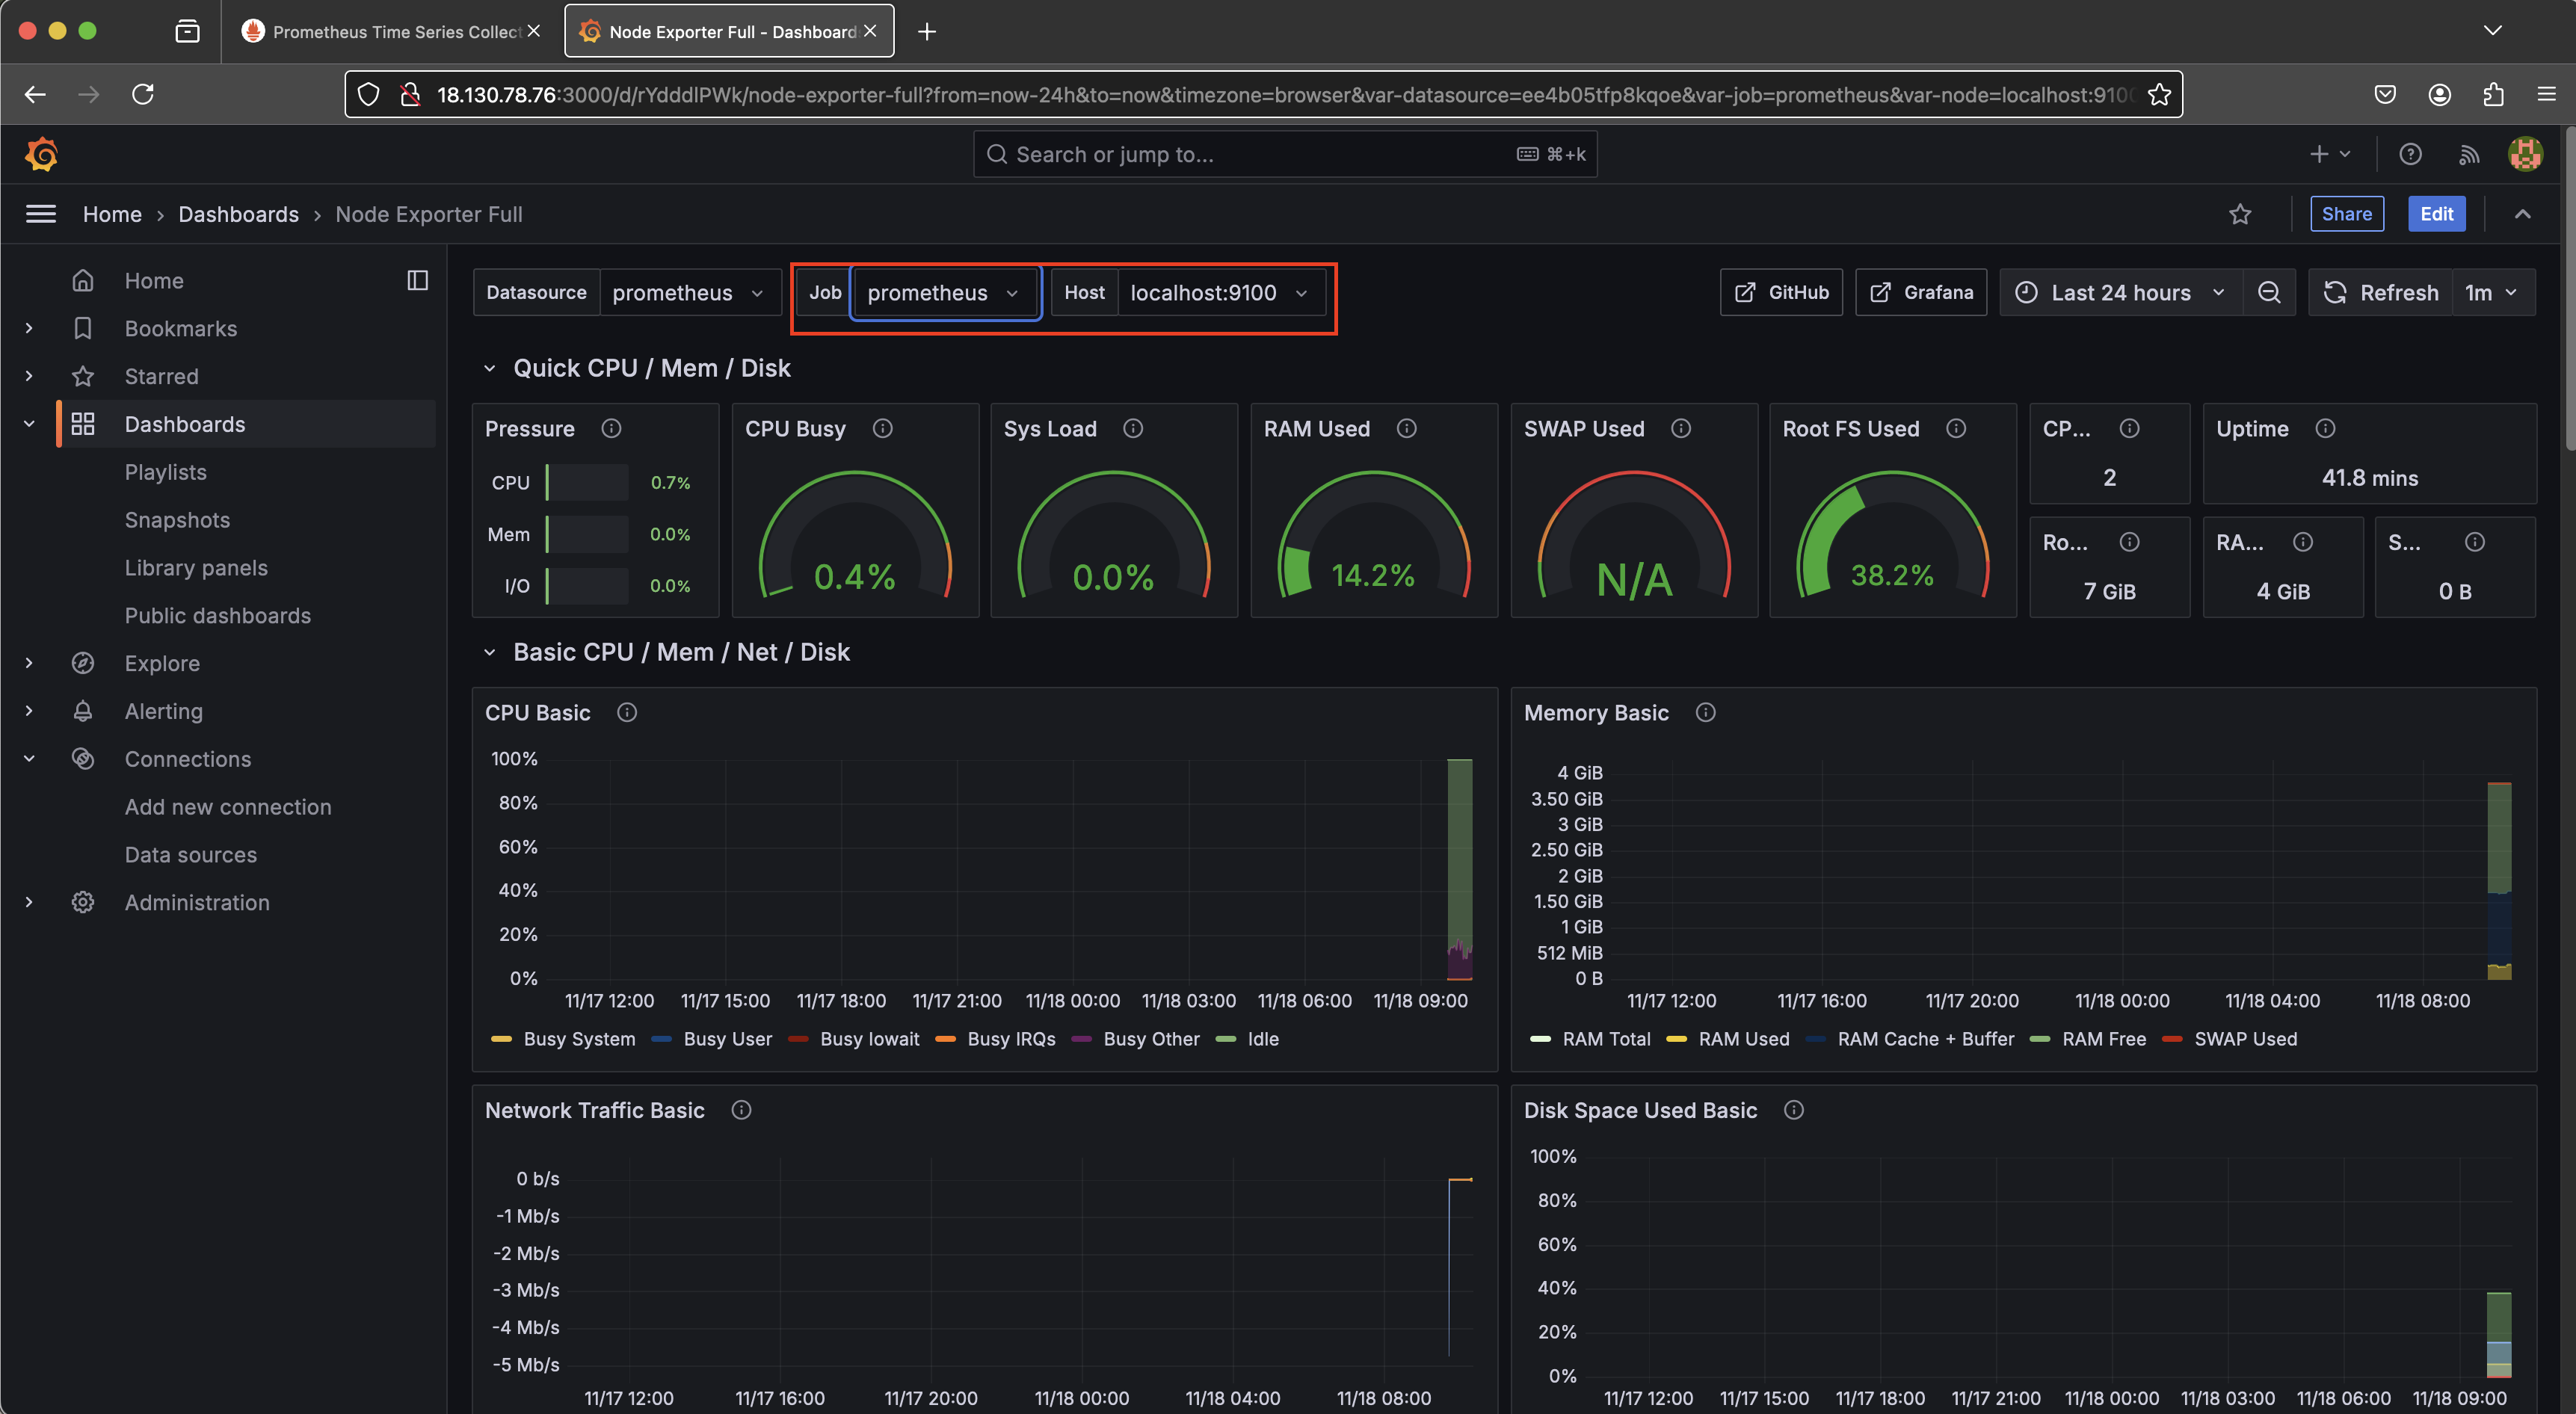 Prometheus Time Series Collect
Node Exporter Full - Dashboard
18.130.78.76:3000/d/rYdddlPWk/node-exporter-full?from=now-24h&to=now&timezone=browser&var-datasource=ee4b05tfp8kqoe&var-job=prometheus&var-node=localhost:9100
Search or jump to...
⌘+k
Home › Dashboards › Node Exporter Full
Share
Edit
Home
Bookmarks
Starred
Dashboards
Playlists
Snapshots
Library panels
Public dashboards
Explore
Alerting
Connections
Add new connection
Data sources
Administration
Datasource prometheus
Job prometheus
Host localhost:9100
GitHub
Grafana
Last 24 hours
Refresh 1m
Quick CPU / Mem / Disk
Pressure
CPU 0.7%
Mem 0.0%
I/O 0.0%
CPU Busy
0.4%
Sys Load
0.0%
RAM Used
14.2%
SWAP Used
N/A
Root FS Used
38.2%
CP...
2
Uptime
41.8 mins
Ro...
7 GiB
RA...
4 GiB
S...
0 B
Basic CPU / Mem / Net / Disk
CPU Basic
100%
80%
60%
40%
20%
0%
11/17 12:00 11/17 15:00 11/17 18:00 11/17 21:00 11/18 00:00 11/18 03:00 11/18 06:00 11/18 09:00
Busy System Busy User Busy Iowait Busy IRQs Busy Other Idle
Memory Basic
4 GiB
3.50 GiB
3 GiB
2.50 GiB
2 GiB
1.50 GiB
1 GiB
512 MiB
0 B
11/17 12:00 11/17 16:00 11/17 20:00 11/18 00:00 11/18 04:00 11/18 08:00
RAM Total RAM Used RAM Cache + Buffer RAM Free SWAP Used
Network Traffic Basic
0 b/s
-1 Mb/s
-2 Mb/s
-3 Mb/s
-4 Mb/s
-5 Mb/s
11/17 12:00 11/17 16:00 11/17 20:00 11/18 00:00 11/18 04:00 11/18 08:00
Disk Space Used Basic
100%
80%
60%
40%
20%
0%
11/17 12:00 11/17 15:00 11/17 18:00 11/17 21:00 11/18 00:00 11/18 03:00 11/18 06:00 11/18 09:00